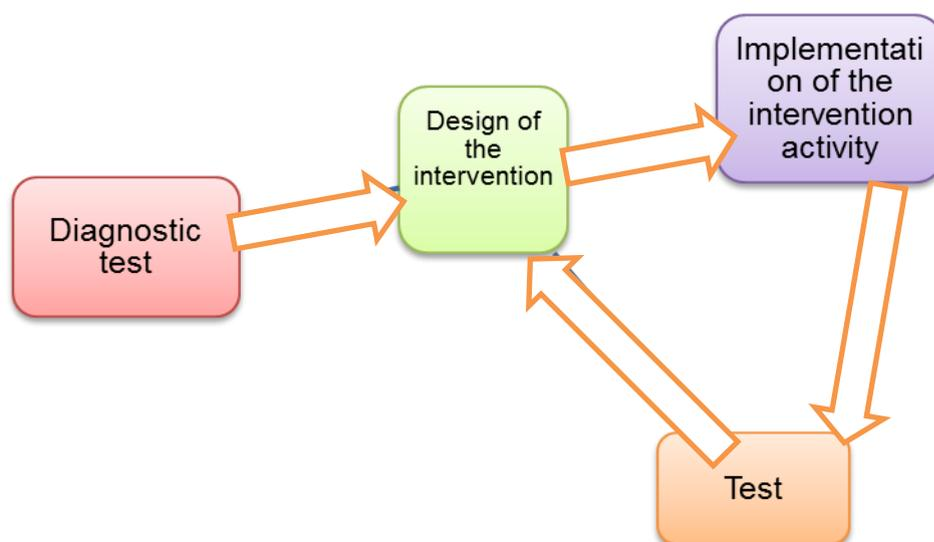 Diagnostic
test
Design of
the
intervention
Implementati
on of the
intervention
activity
Test